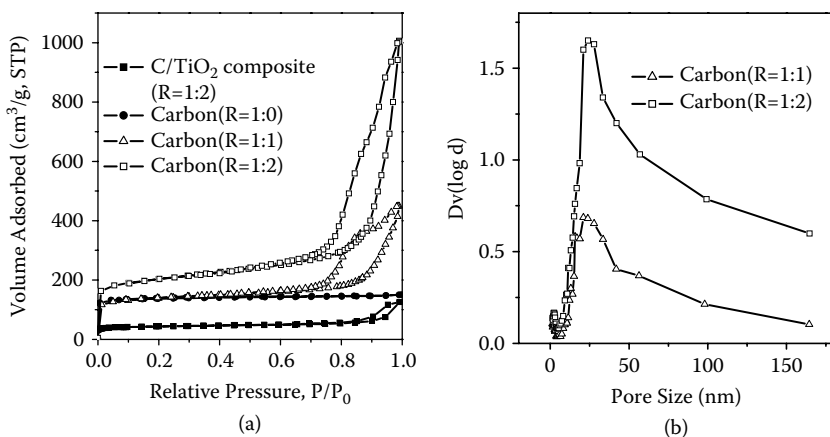 1000
800
600
400
200
0
0.0 0.2 0.4 0.6 0.8 1.0
Volume Adsorbed (cm³/g, STP)
Relative Pressure, P/P₀
C/TiO₂ composite
(R=1:2)
Carbon(R=1:0)
Carbon(R=1:1)
Carbon(R=1:2)
(a)
1.5
1.0
0.5
0.0
0 50 100 150
Dv(log d)
Pore Size (nm)
Carbon(R=1:1)
Carbon(R=1:2)
(b)